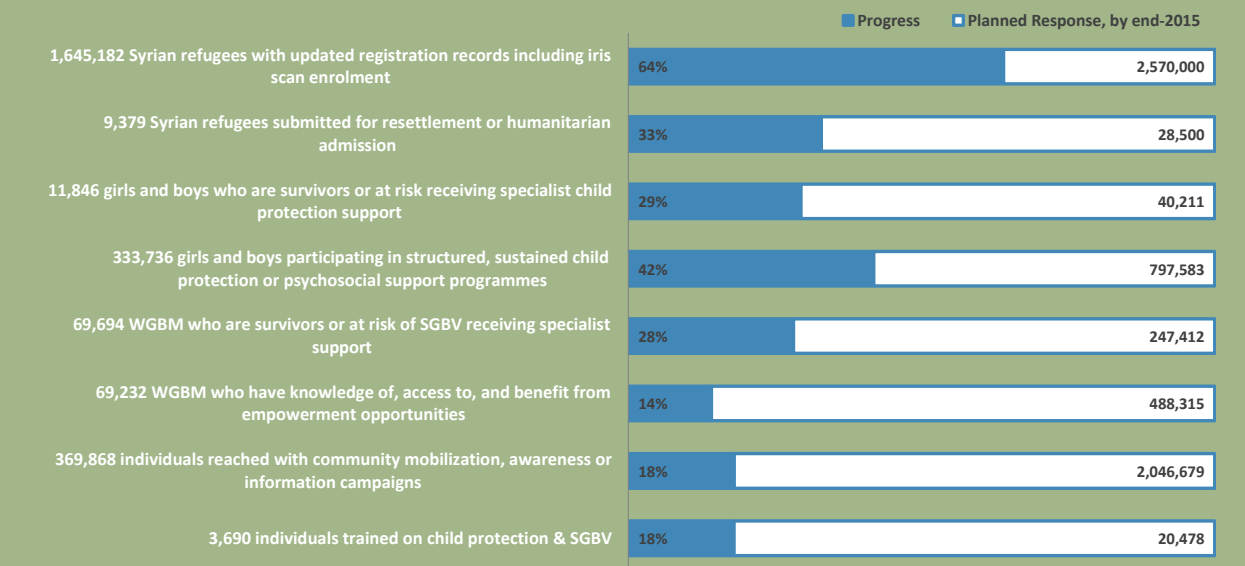 Progress Planned Response, by end-2015
1,645,182 Syrian refugees with updated registration records including iris
scan enrolment
64% 2,570,000
9,379 Syrian refugees submitted for resettlement or humanitarian
admission
33% 28,500
11,846 girls and boys who are survivors or at risk receiving specialist child
protection support
29% 40,211
333,736 girls and boys participating in structured, sustained child
protection or psychosocial support programmes
42% 797,583
69,694 WGBM who are survivors or at risk of SGBV receiving specialist
support
28% 247,412
69,232 WGBM who have knowledge of, access to, and benefit from
empowerment opportunities
14% 488,315
369,868 individuals reached with community mobilization, awareness or
information campaigns
18% 2,046,679
3,690 individuals trained on child protection & SGBV
18% 20,478